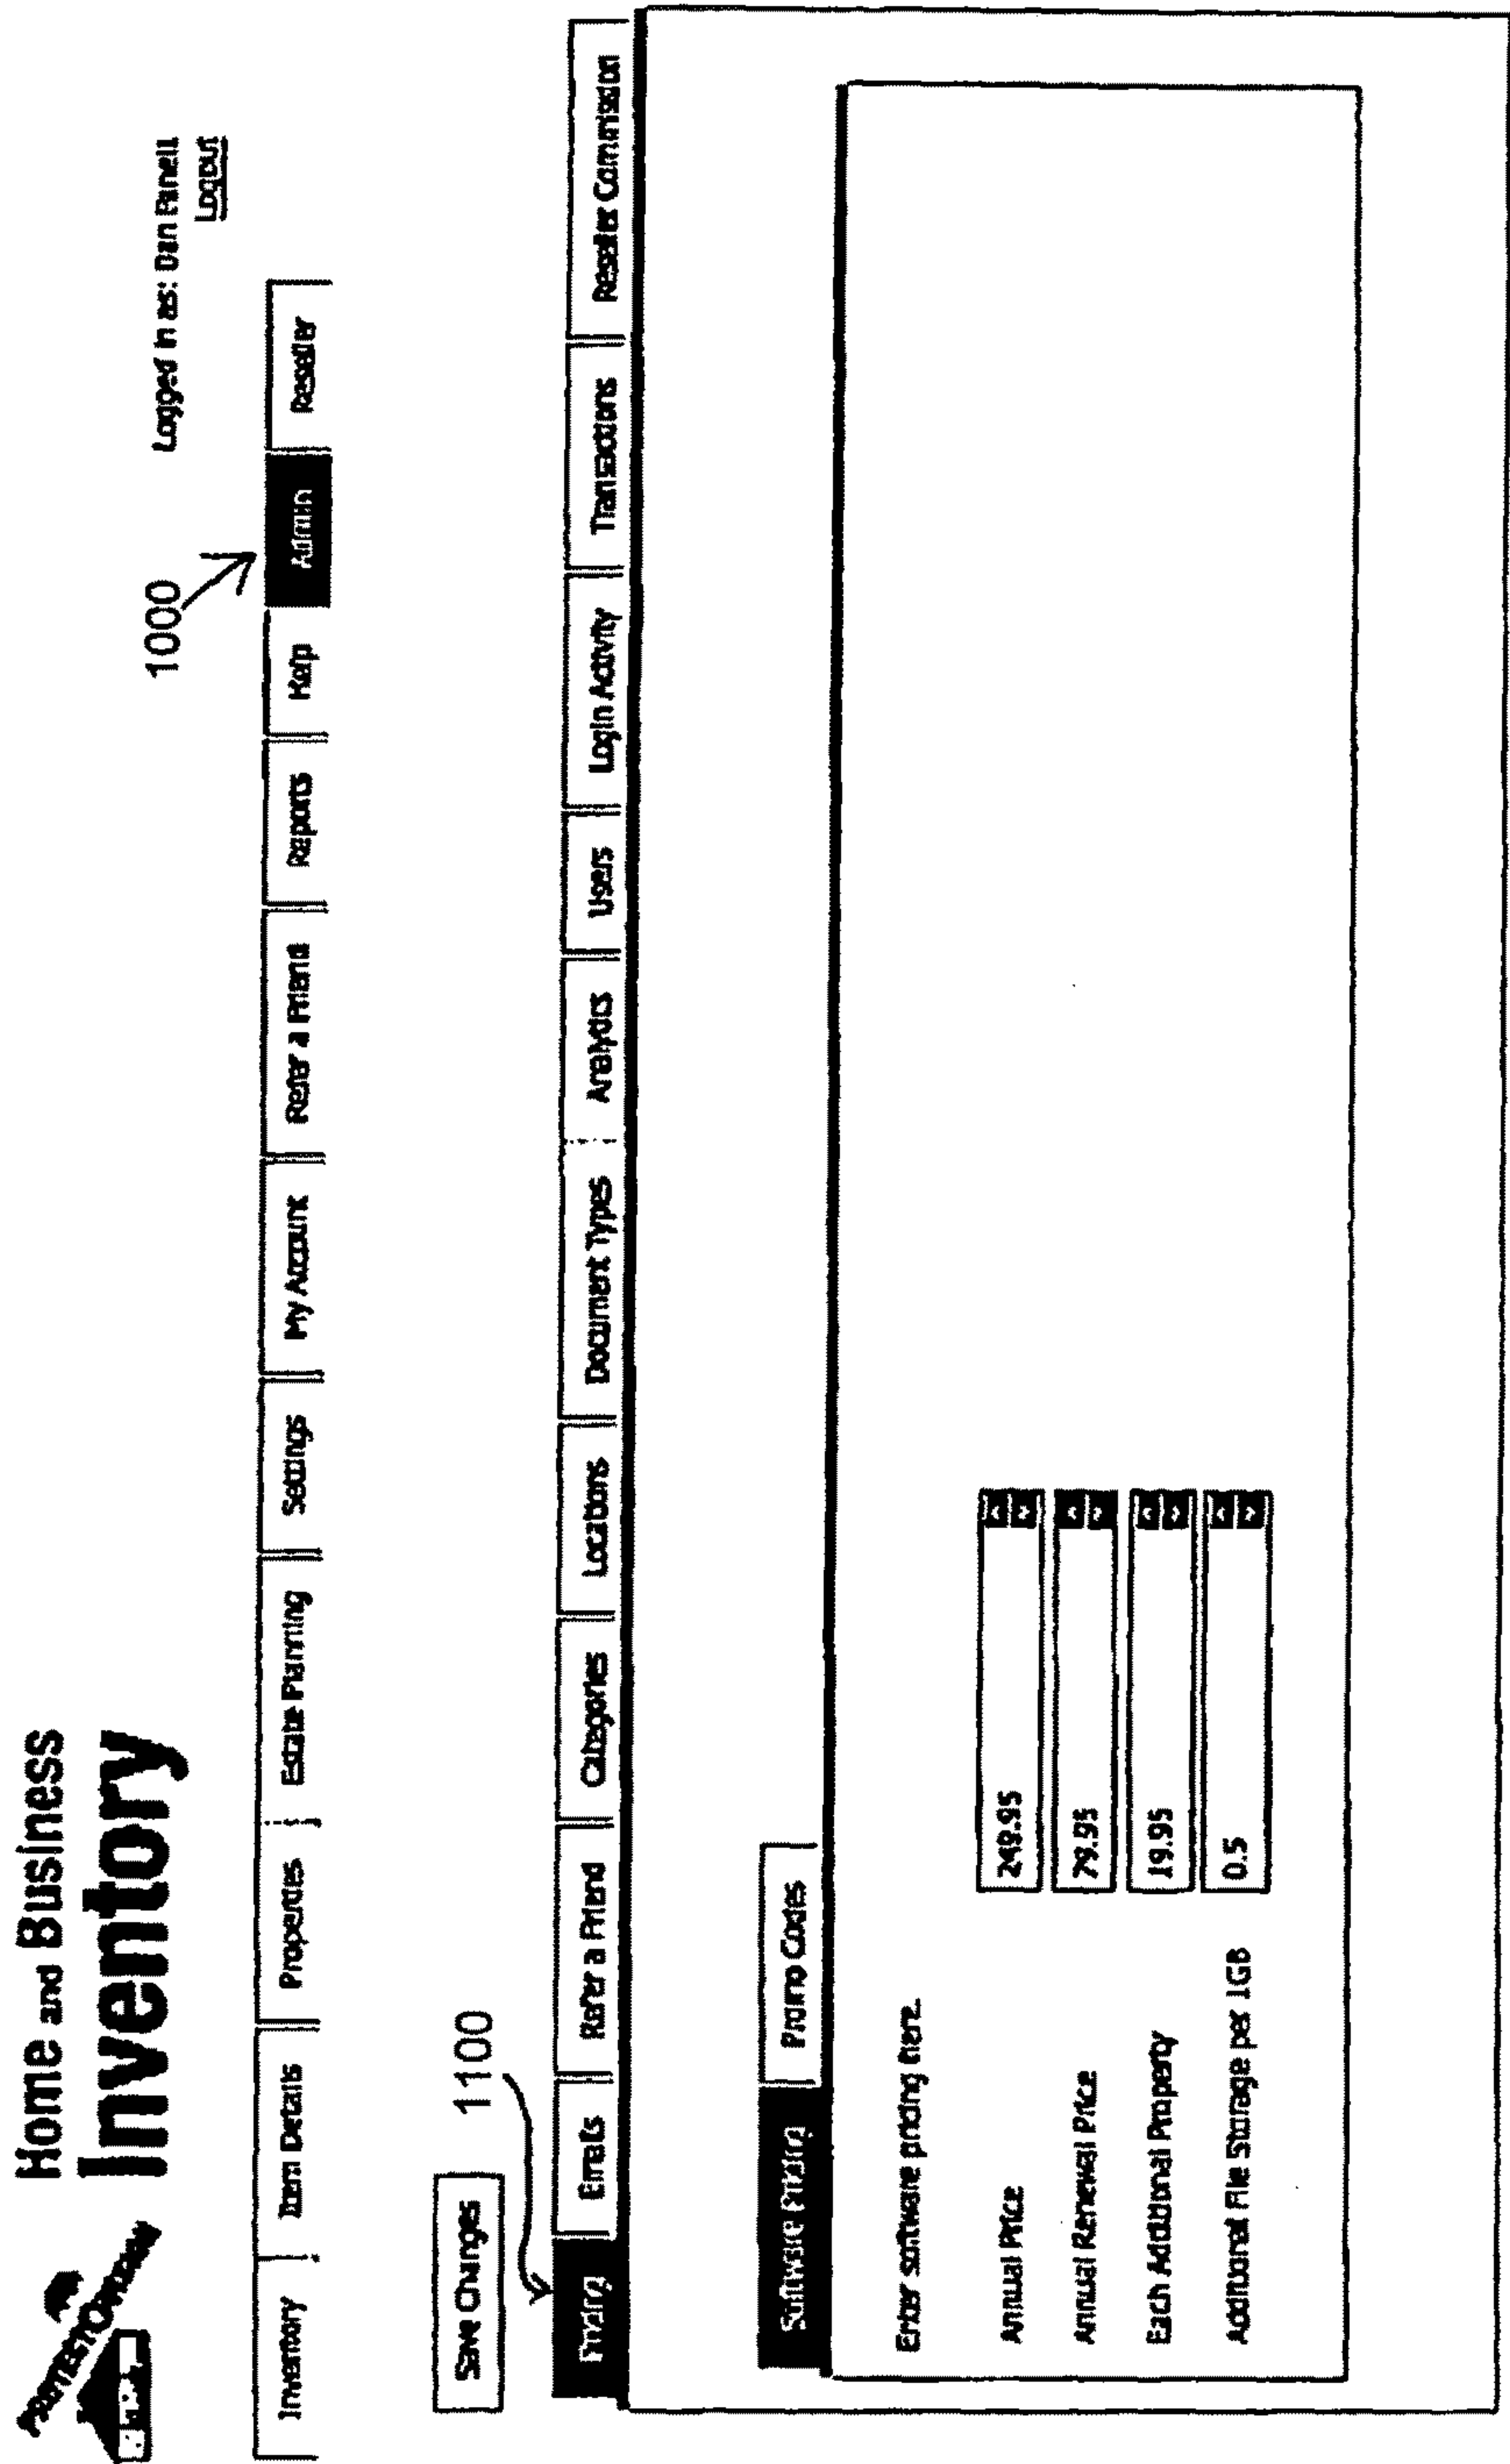 Home and Business
Inventory
Logged in as: Dan Panell
Logout
1000
Inventory Item Details Properties Estate Planning Settings My Account Refer a Friend Reports Help Admin Reseller
Save Changes
1100
Pricing Emails Refer a Friend Categories Locations Document Types Analytics Users Login Activity Transactions Reseller Commission
Software Pricing Promo Codes
Enter software pricing here.
Annual Price 249.95
Annual Renewal Price 79.95
Each Additional Property 19.95
Additional File Storage per 1GB 0.5